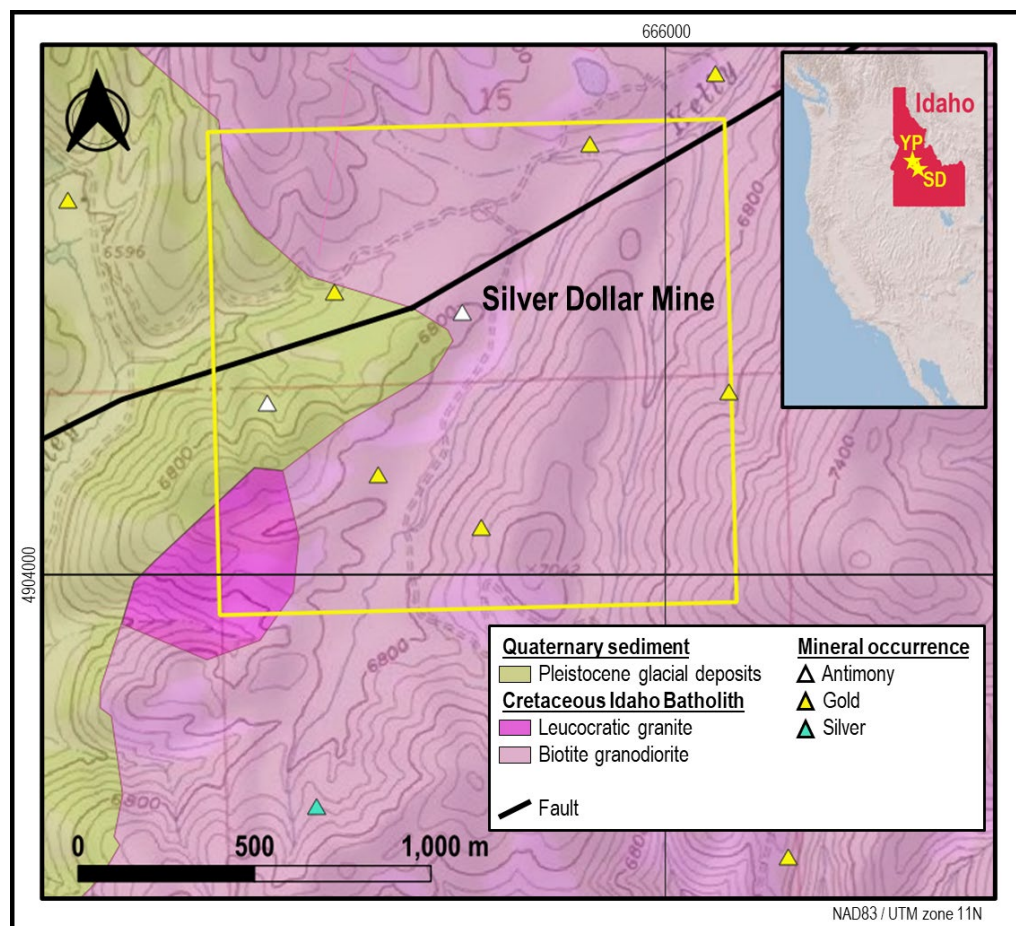 666000
15
Kelly
Idaho
YP
SD
6596
6800
Silver Dollar Mine
6800
6800
7400
4904000
x7042
6800
Quaternary sediment
Pleistocene glacial deposits
Cretaceous Idaho Batholith
Leucocratic granite
Biotite granodiorite
Fault
Mineral occurrence
Antimony
Gold
Silver
6800
0 500 1,000 m
NAD83 / UTM zone 11N